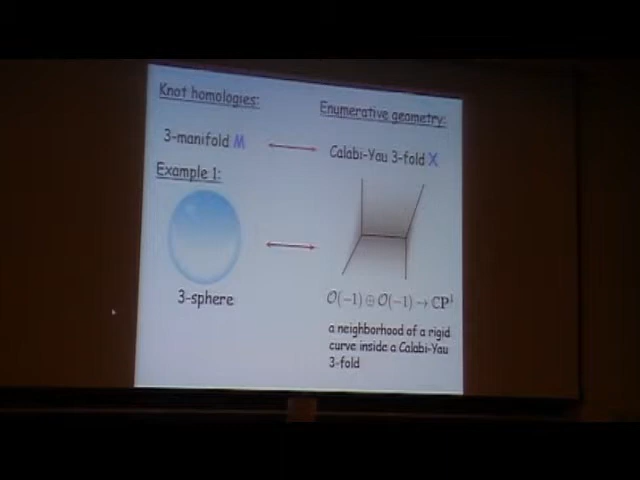 Knot homologies:
Enumerative geometry:
3-manifold M
Calabi-Yau 3-fold X
Example 1:
3-sphere
O(-1) ⊕ O(-1) → CP¹
a neighborhood of a rigid
curve inside a Calabi-Yau
3-fold